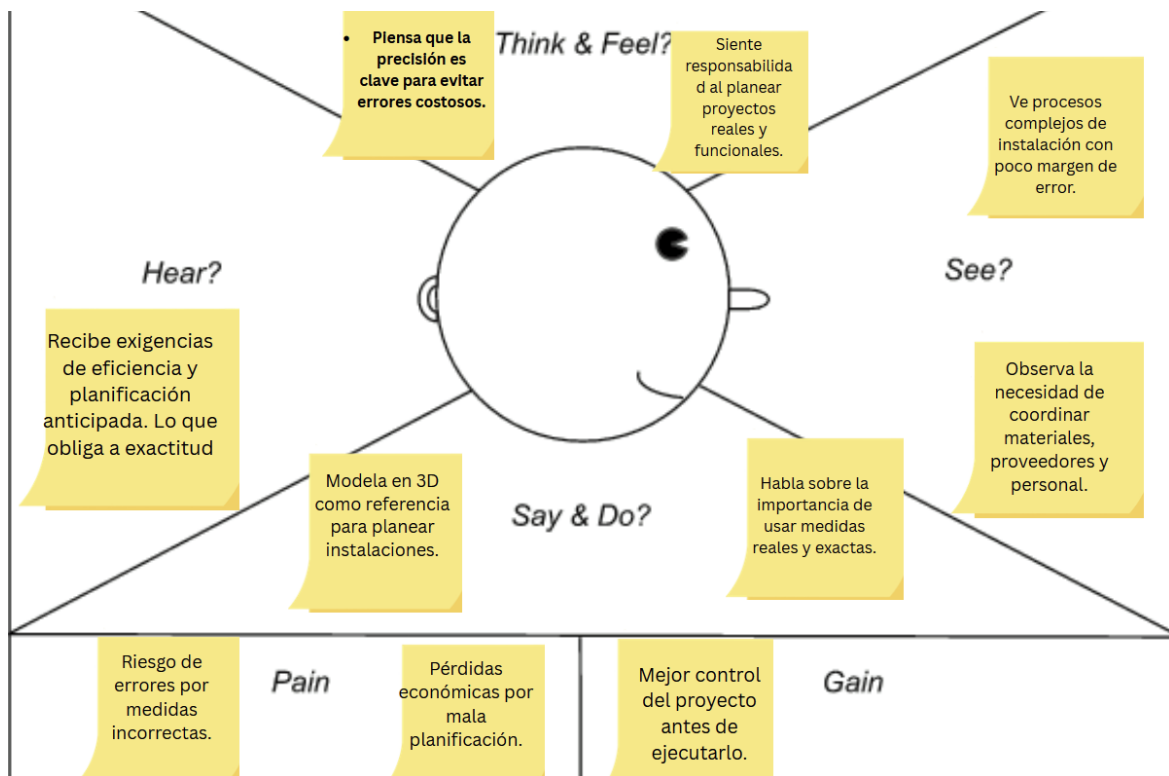 • Piensa que la
precisión es
clave para evitar
errores costosos.
Think & Feel?
Siente
responsabilida
d al planear
proyectos
reales y
funcionales.
Ve procesos
complejos de
instalación con
poco margen de
error.
Hear?
See?
Recibe exigencias
de eficiencia y
planificación
anticipada. Lo que
obliga a exactitud
Observa la
necesidad de
coordinar
materiales,
proveedores y
personal.
Modela en 3D
como referencia
para planear
instalaciones.
Say & Do?
Habla sobre la
importancia de
usar medidas
reales y exactas.
Riesgo de
errores por
medidas
incorrectas.
Pain
Pérdidas
económicas por
mala
planificación.
Mejor control
del proyecto
antes de
ejecutarlo.
Gain